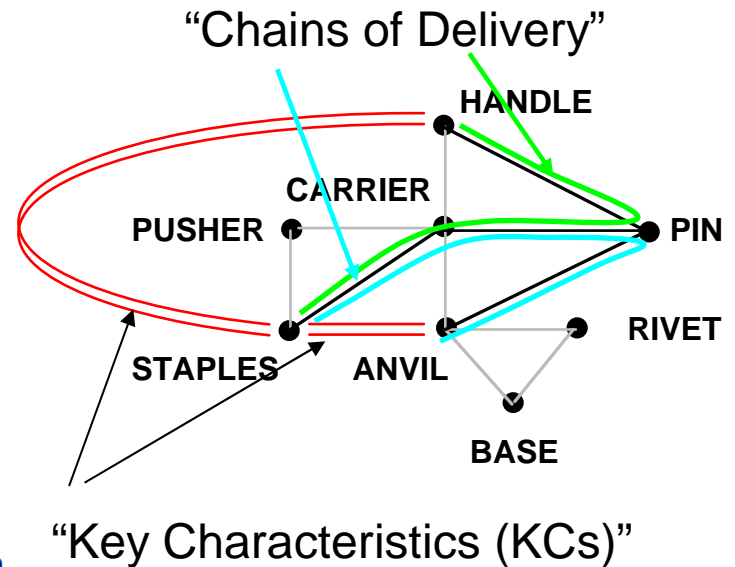 “Chains of Delivery”
HANDLE
CARRIER
PUSHER
PIN
STAPLES
ANVIL
RIVET
BASE
“Key Characteristics (KCs)”